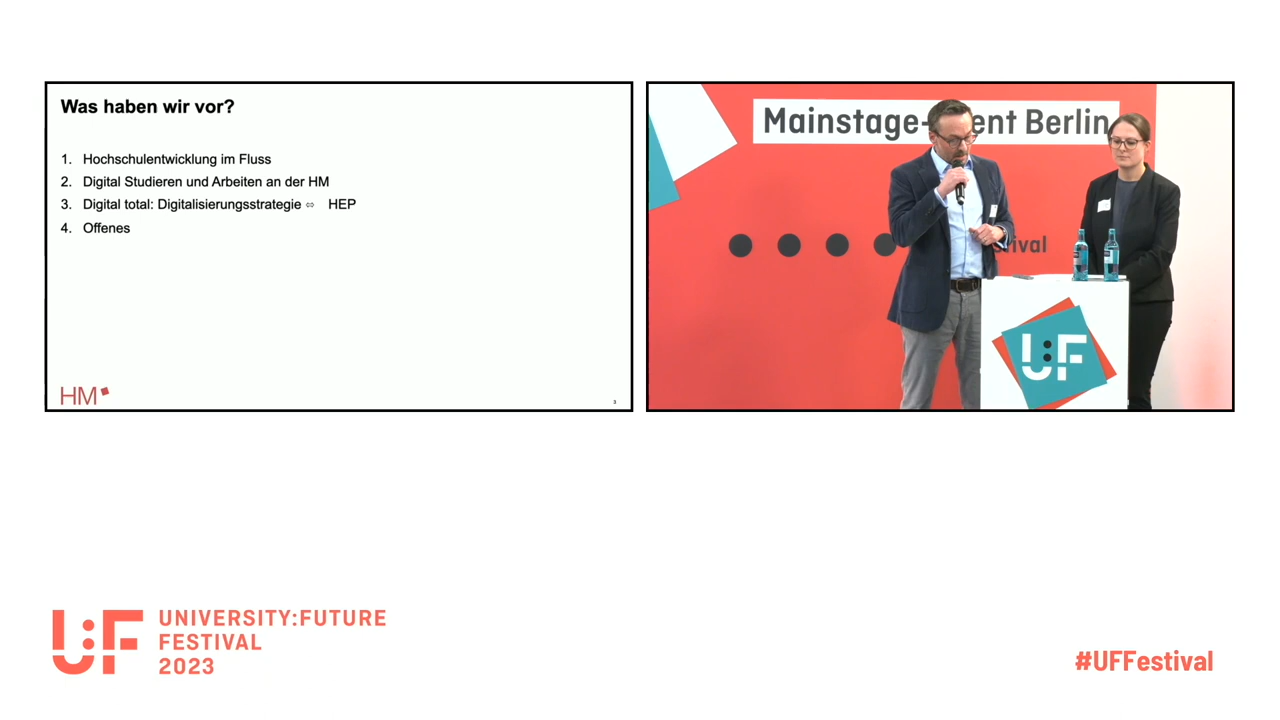 Was haben wir vor?
1. Hochschulentwicklung im Fluss
2. Digital Studieren und Arbeiten an der HM
3. Digital total: Digitalisierungsstrategie ⇔ HEP
4. Offenes
HM
3
Mainstage- ent Berlin
ival
U:F
U:F
UNIVERSITY:FUTURE
FESTIVAL
2023
#UFFestival